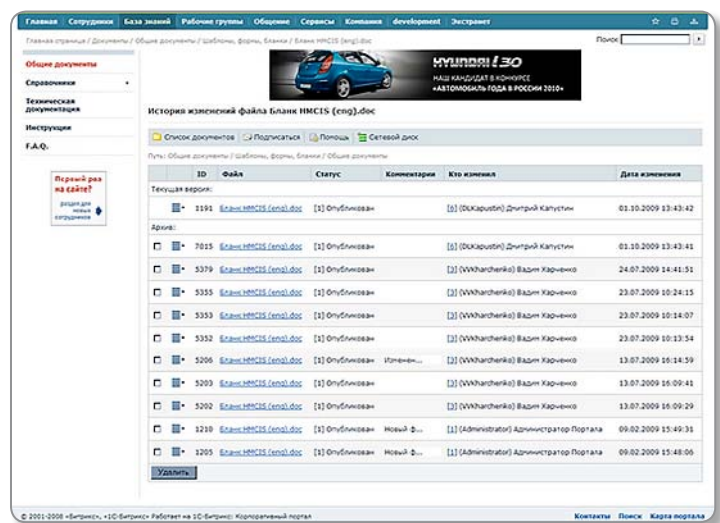 Главная Сотрудники База знаний Рабочие группы Общение Сервисы Компания development Экстранет
Главная страница / Документы / Общие документы / Шаблоны, формы, бланки / Бланк HMCIS (eng).doc
Поиск
Общие документы
Справочники
Техническая
документация
Инструкции
F.A.Q.
Первый раз
на сайте?
раздел для
новых
сотрудников
HYUNDAI i30
НАШ КАНДИДАТ В КОНКУРСЕ
«АВТОМОБИЛЬ ГОДА В РОССИИ 2010»
История изменений файла Бланк HMCIS (eng).doc
Список документов Подписаться Помощь Сетевой диск
Путь: Общие документы / Шаблоны, формы, бланки / Общие документы
ID Файл Статус Комментарии Кто изменил Дата изменения
Текущая версия:
1191 Бланк HMCIS (eng).doc [1] Опубликован [6] (DLKapustin) Дмитрий Капустин 01.10.2009 13:43:42
Архив:
7015 Бланк HMCIS (eng).doc [1] Опубликован [6] (DLKapustin) Дмитрий Капустин 01.10.2009 13:43:41
5379 Бланк HMCIS (eng).doc [1] Опубликован [3] (VVKharchenko) Вадим Харченко 24.07.2009 14:41:51
5355 Бланк HMCIS (eng).doc [1] Опубликован [3] (VVKharchenko) Вадим Харченко 23.07.2009 10:24:15
5353 Бланк HMCIS (eng).doc [1] Опубликован [3] (VVKharchenko) Вадим Харченко 23.07.2009 10:14:07
5352 Бланк HMCIS (eng).doc [1] Опубликован [3] (VVKharchenko) Вадим Харченко 23.07.2009 10:13:54
5206 Бланк HMCIS (eng).doc [1] Опубликован Изменен... [3] (VVKharchenko) Вадим Харченко 13.07.2009 16:14:59
5203 Бланк HMCIS (eng).doc [1] Опубликован [3] (VVKharchenko) Вадим Харченко 13.07.2009 16:09:41
5202 Бланк HMCIS (eng).doc [1] Опубликован [3] (VVKharchenko) Вадим Харченко 13.07.2009 16:09:29
1210 Бланк HMCIS (eng).doc [1] Опубликован Новый ф... [1] (Administrator) Администратор Портала 09.02.2009 15:49:31
1205 Бланк HMCIS (eng).doc [1] Опубликован Новый ф... [1] (Administrator) Администратор Портала 09.02.2009 15:48:06
Удалить
© 2001-2008 «Битрикс», «1С-Битрикс» Работает на 1С-Битрикс: Корпоративный портал
Контакты Поиск Карта портала